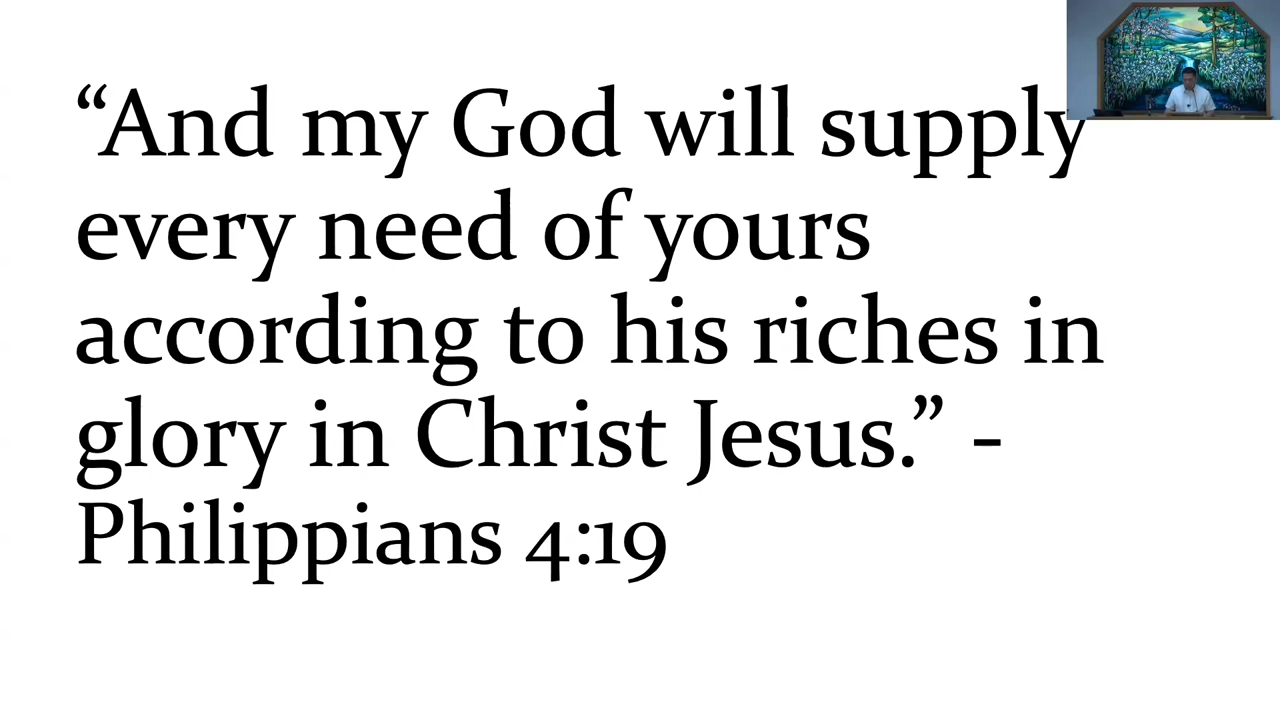 “And my God will supply
every need of yours
according to his riches in
glory in Christ Jesus.” -
Philippians 4:19